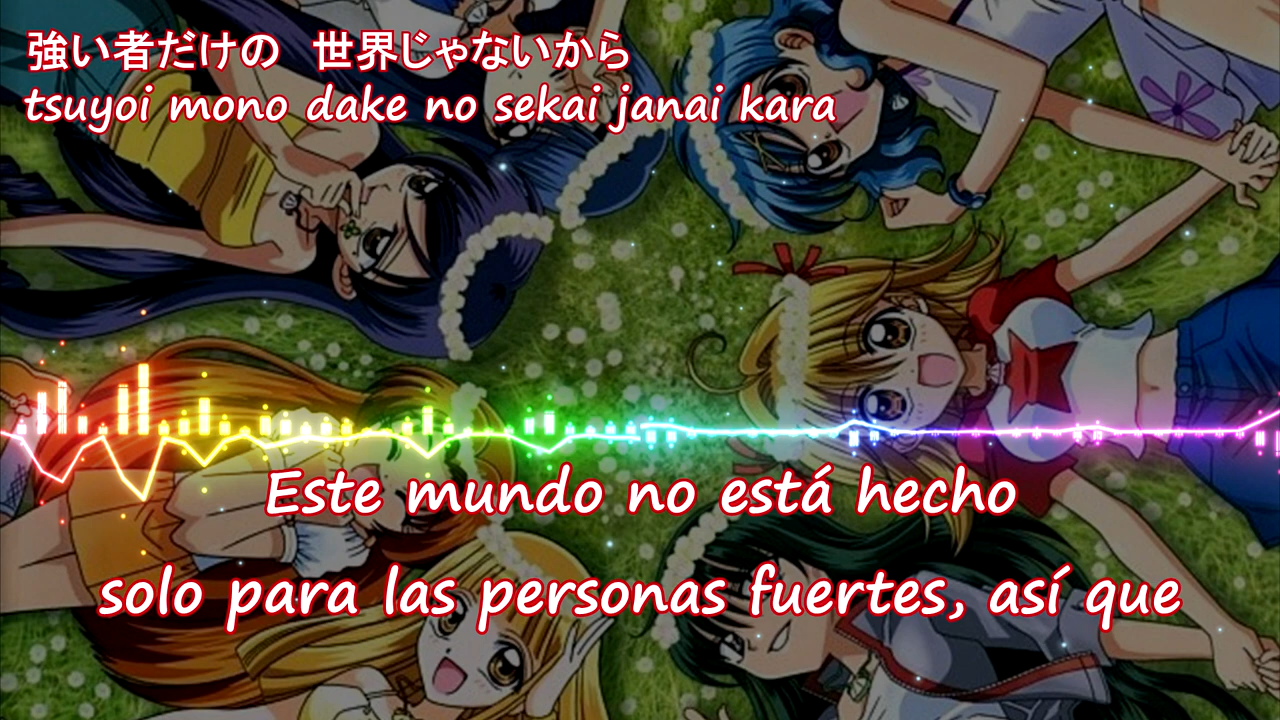 強い者だけの　世界じゃないから
tsuyoi mono dake no sekai janai kara
Este mundo no está hecho
solo para las personas fuertes, así que